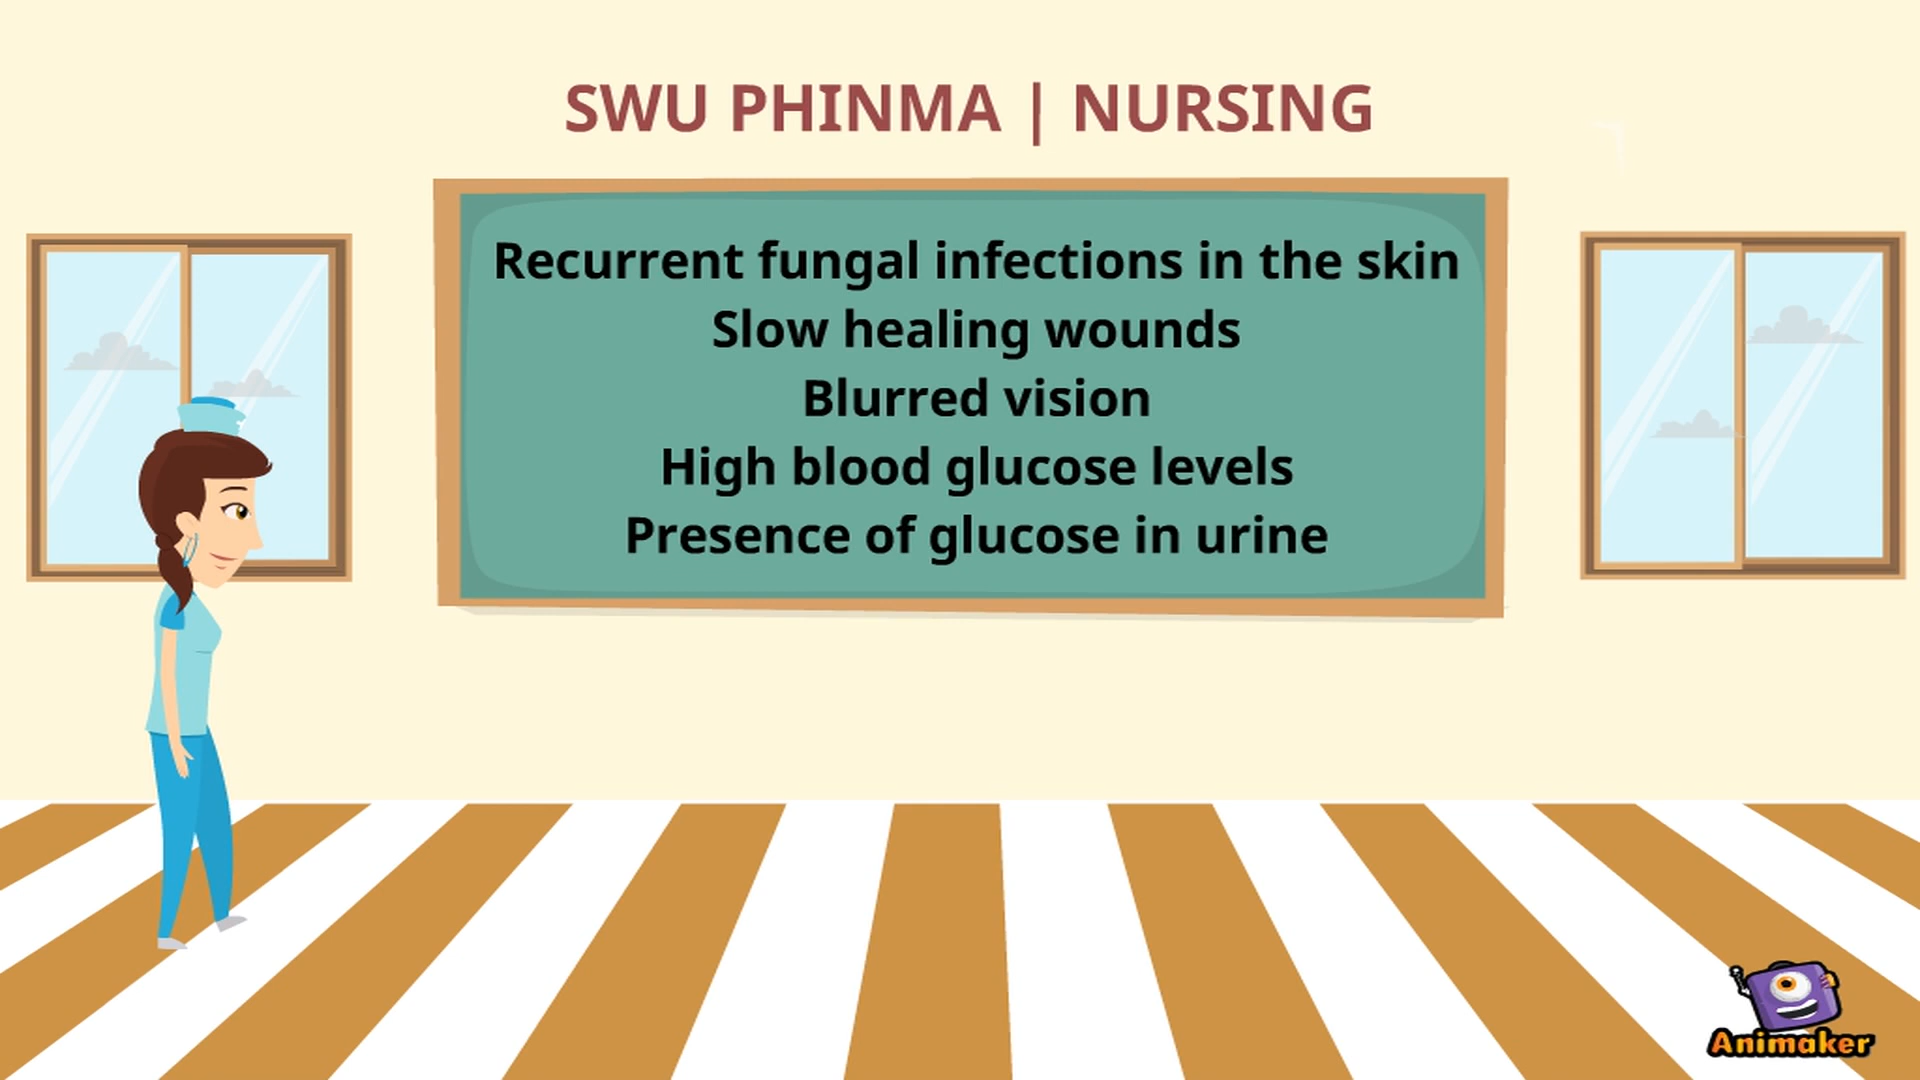 SWU PHINMA | NURSING
Recurrent fungal infections in the skin
Slow healing wounds
Blurred vision
High blood glucose levels
Presence of glucose in urine
Animaker